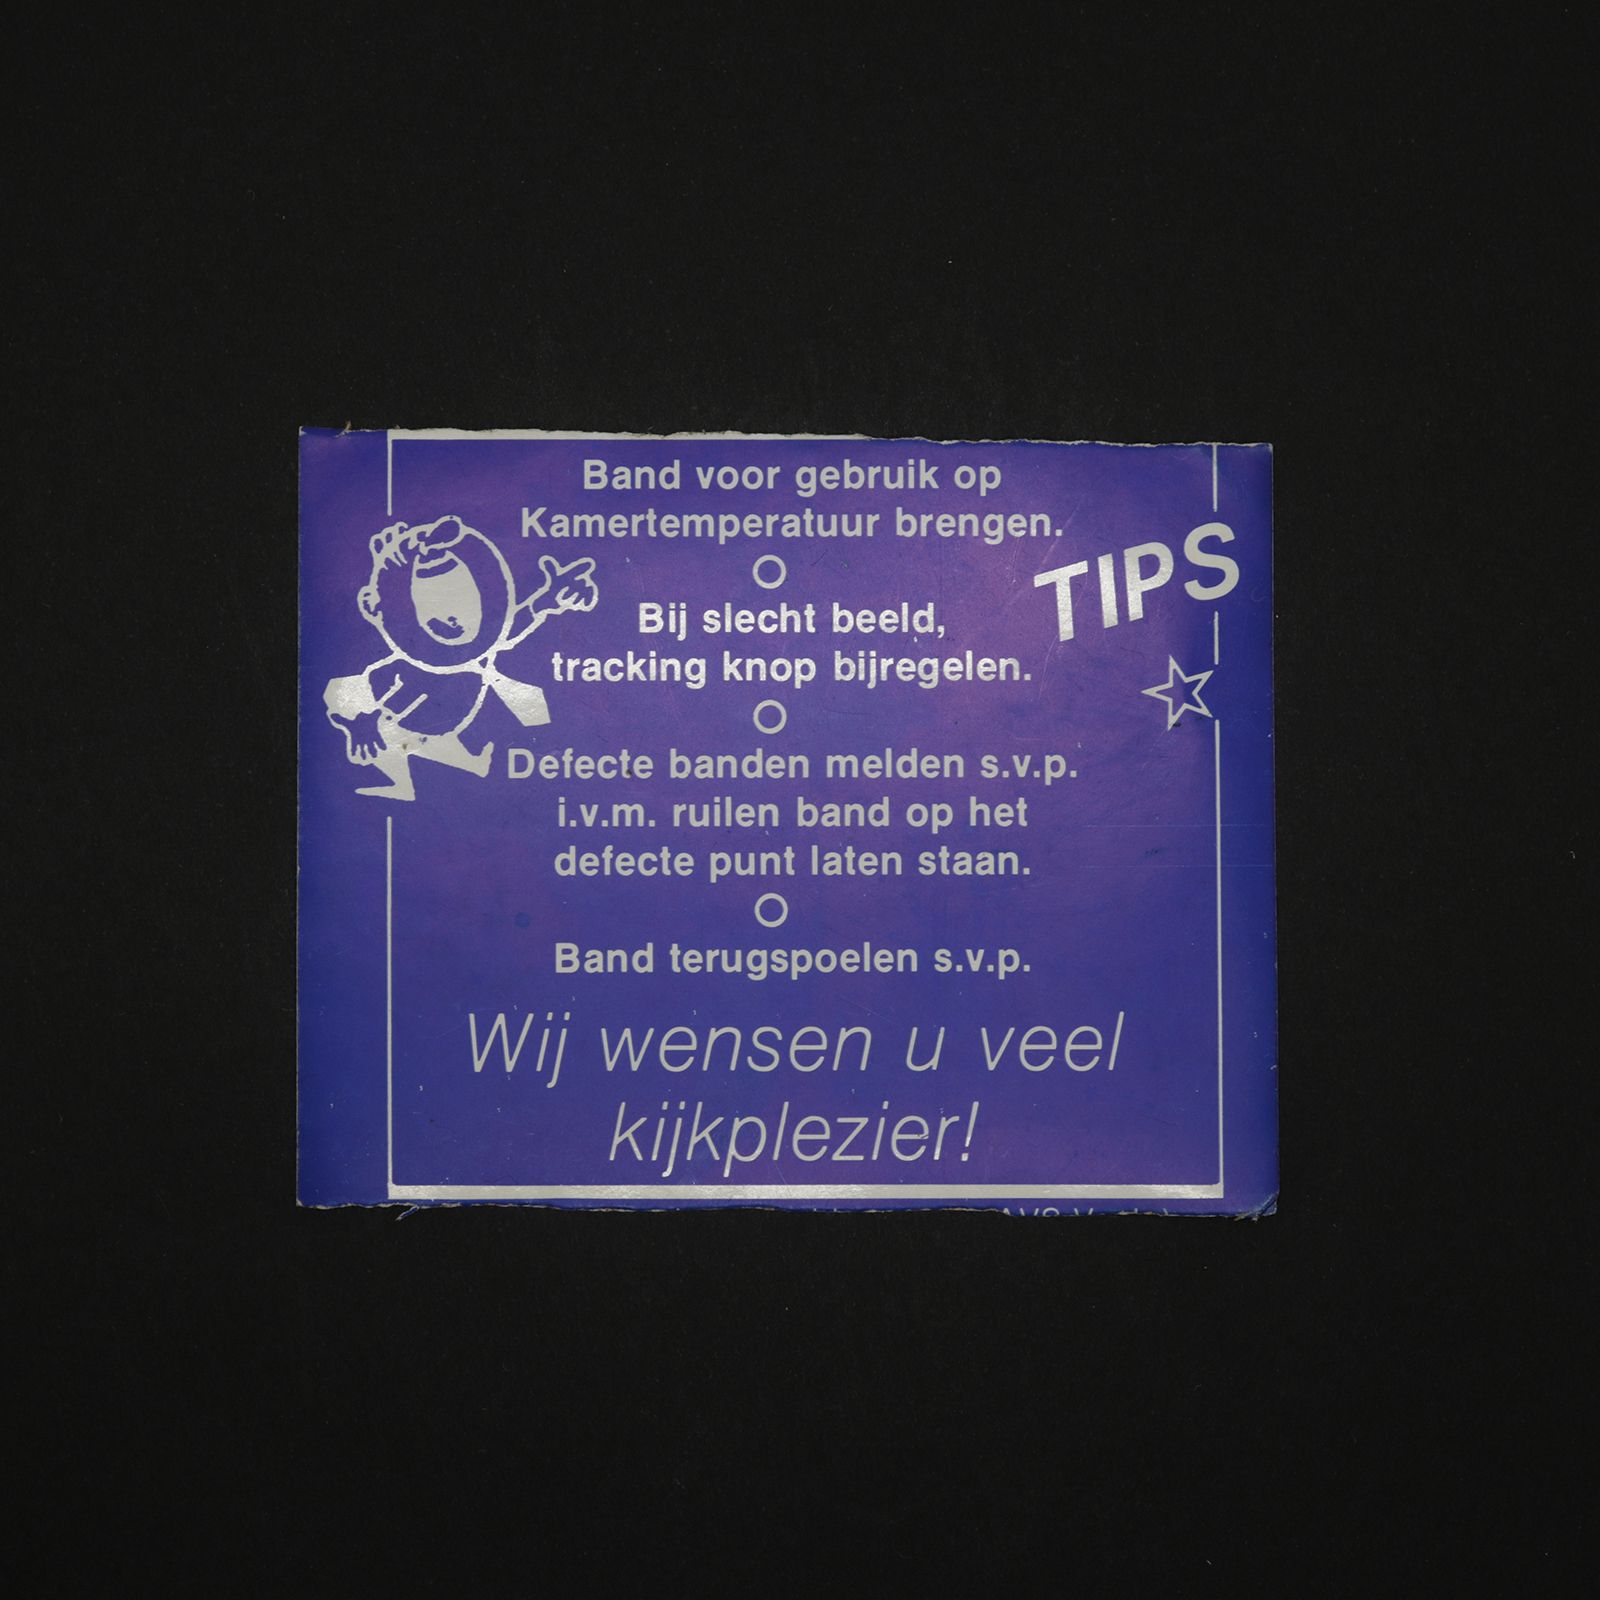 Band voor gebruik op
Kamertemperatuur brengen.
Bij slecht beeld,
tracking knop bijregelen.
TIPS
Defecte banden melden s.v.p.
i.v.m. ruilen band op het
defecte punt laten staan.
Band terugspoelen s.v.p.
Wij wensen u veel
kijkplezier!